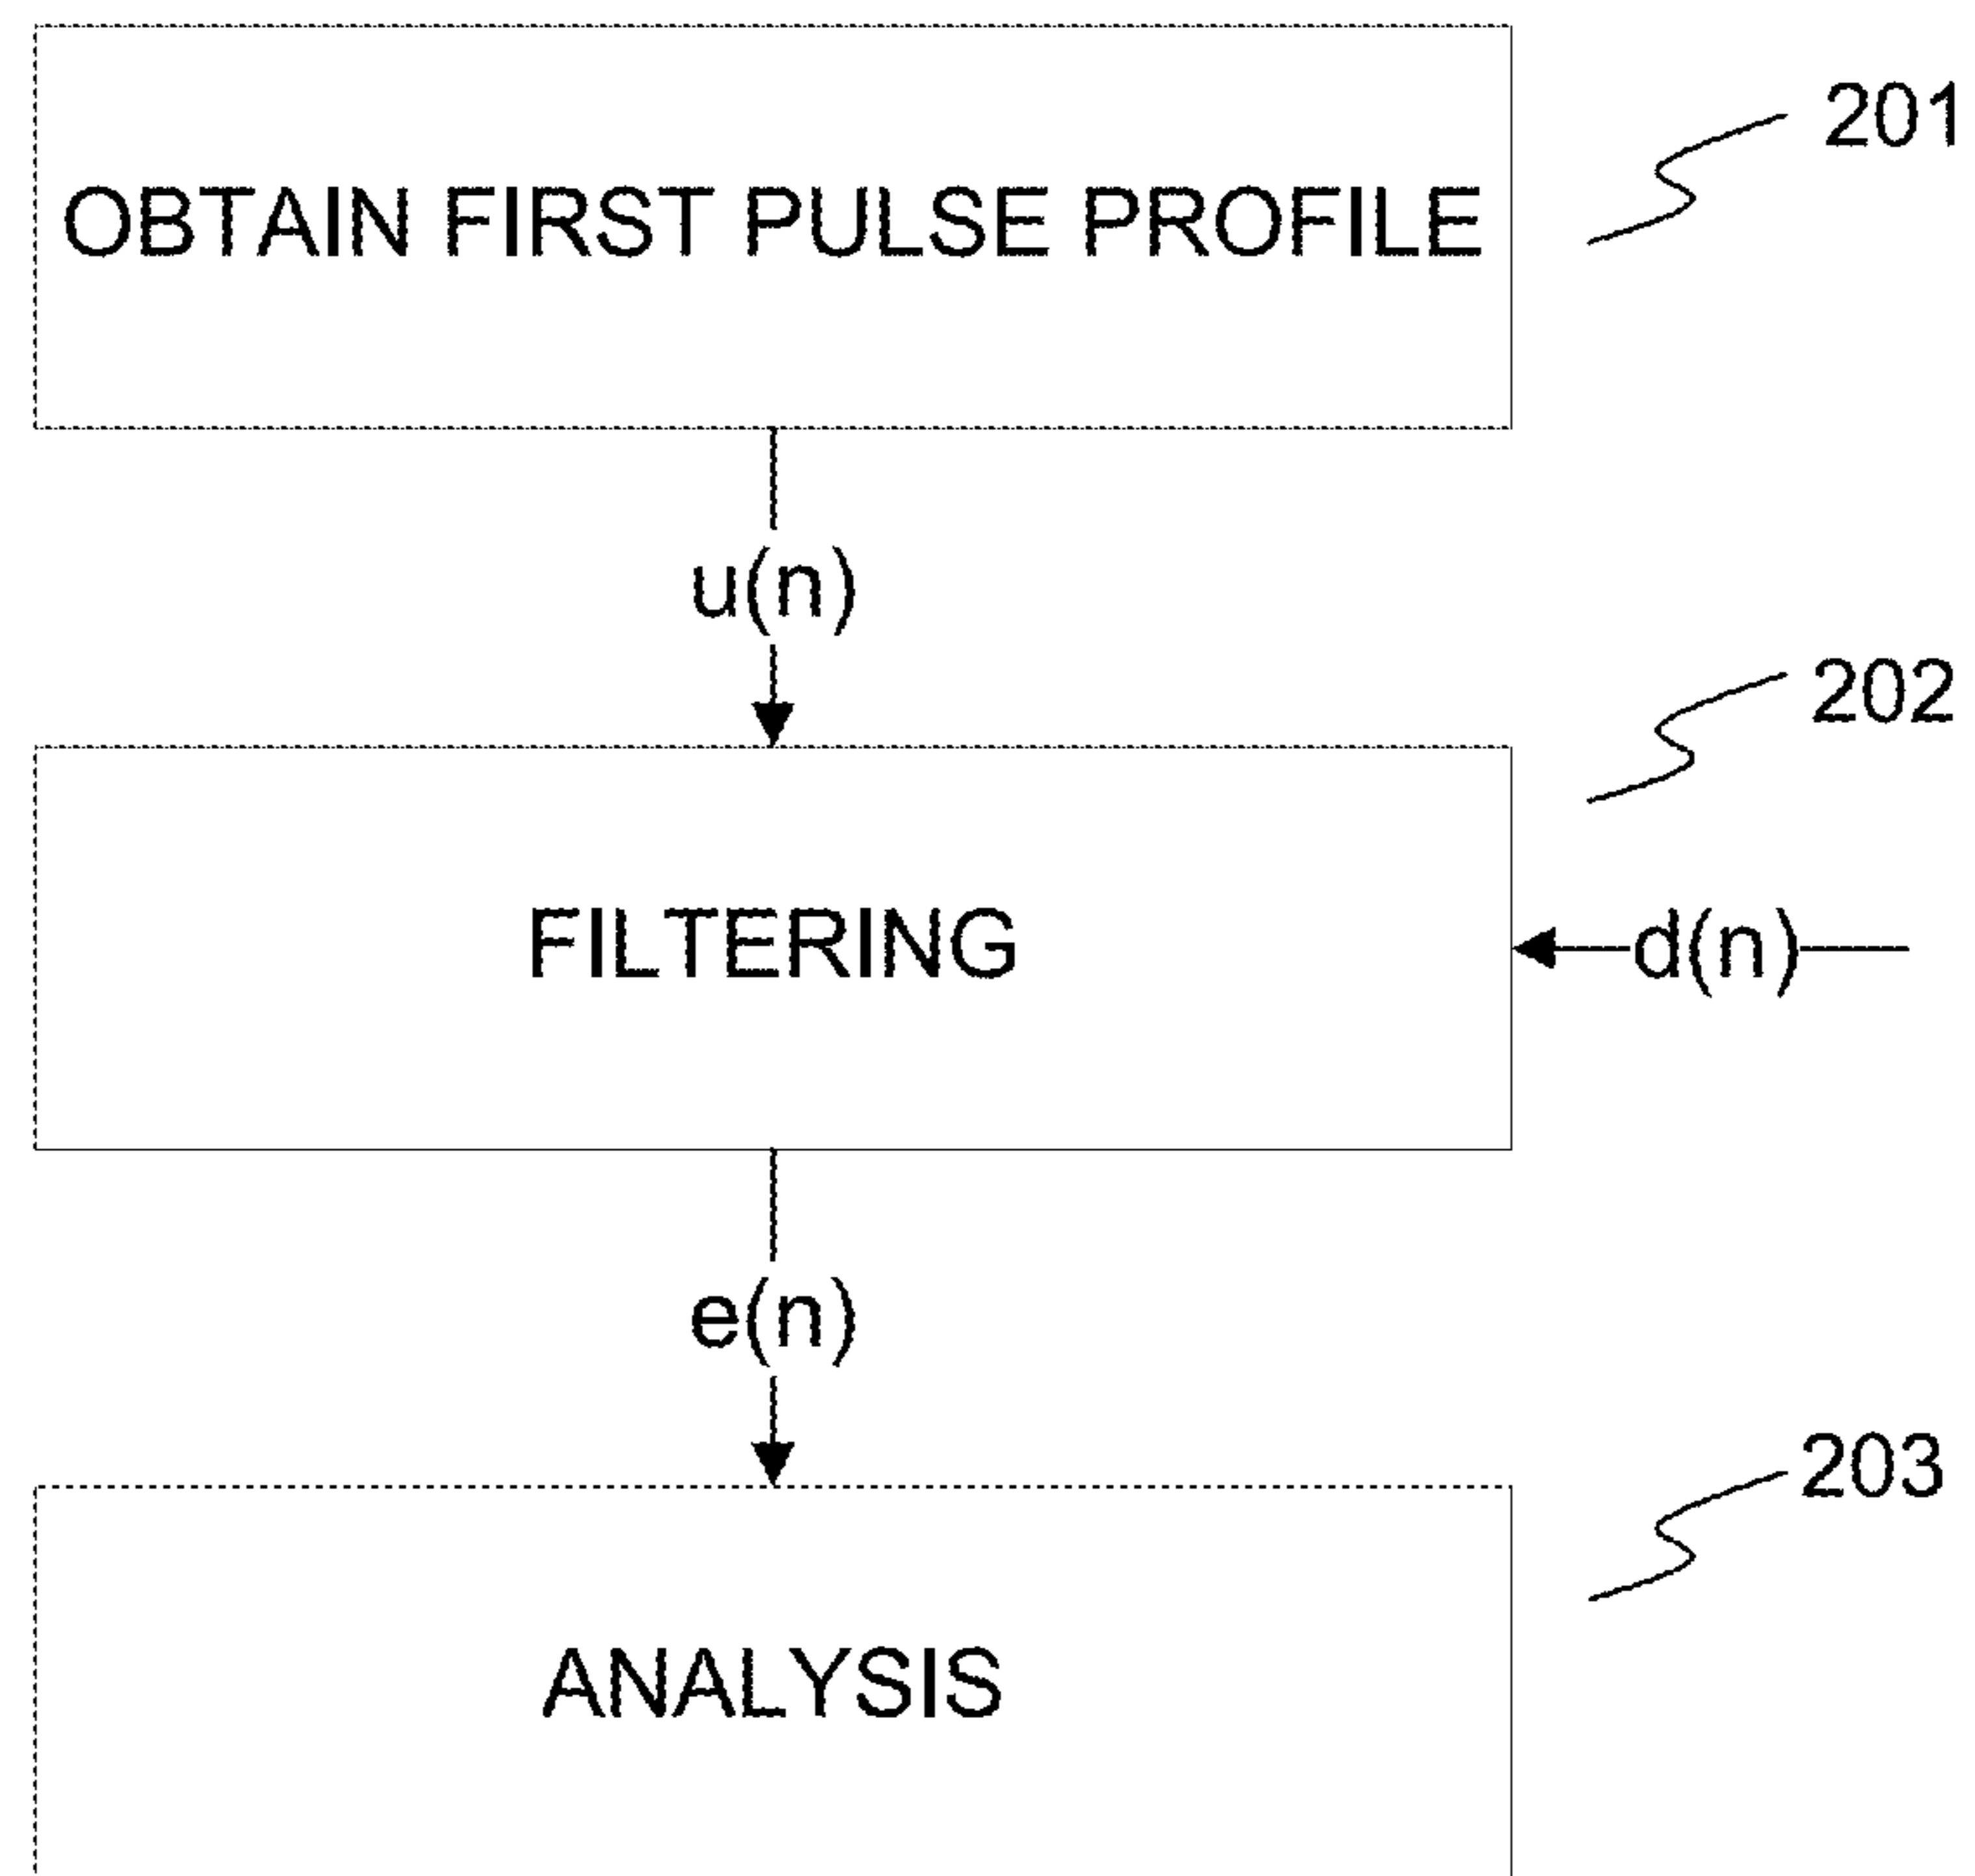 OBTAIN FIRST PULSE PROFILE
201
u(n)
202
FILTERING
d(n)
e(n)
203
ANALYSIS